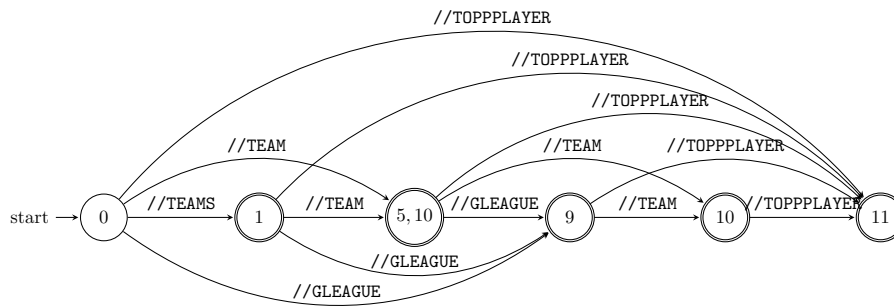 //TOPPPLAYER
//TOPPPLAYER
//TOPPPLAYER
//TEAM //TEAM //TOPPPLAYER
start 0 //TEAMS 1 //TEAM 5, 10 //GLEAGUE 9 //TEAM 10 //TOPPPLAYER 11
//GLEAGUE
//GLEAGUE